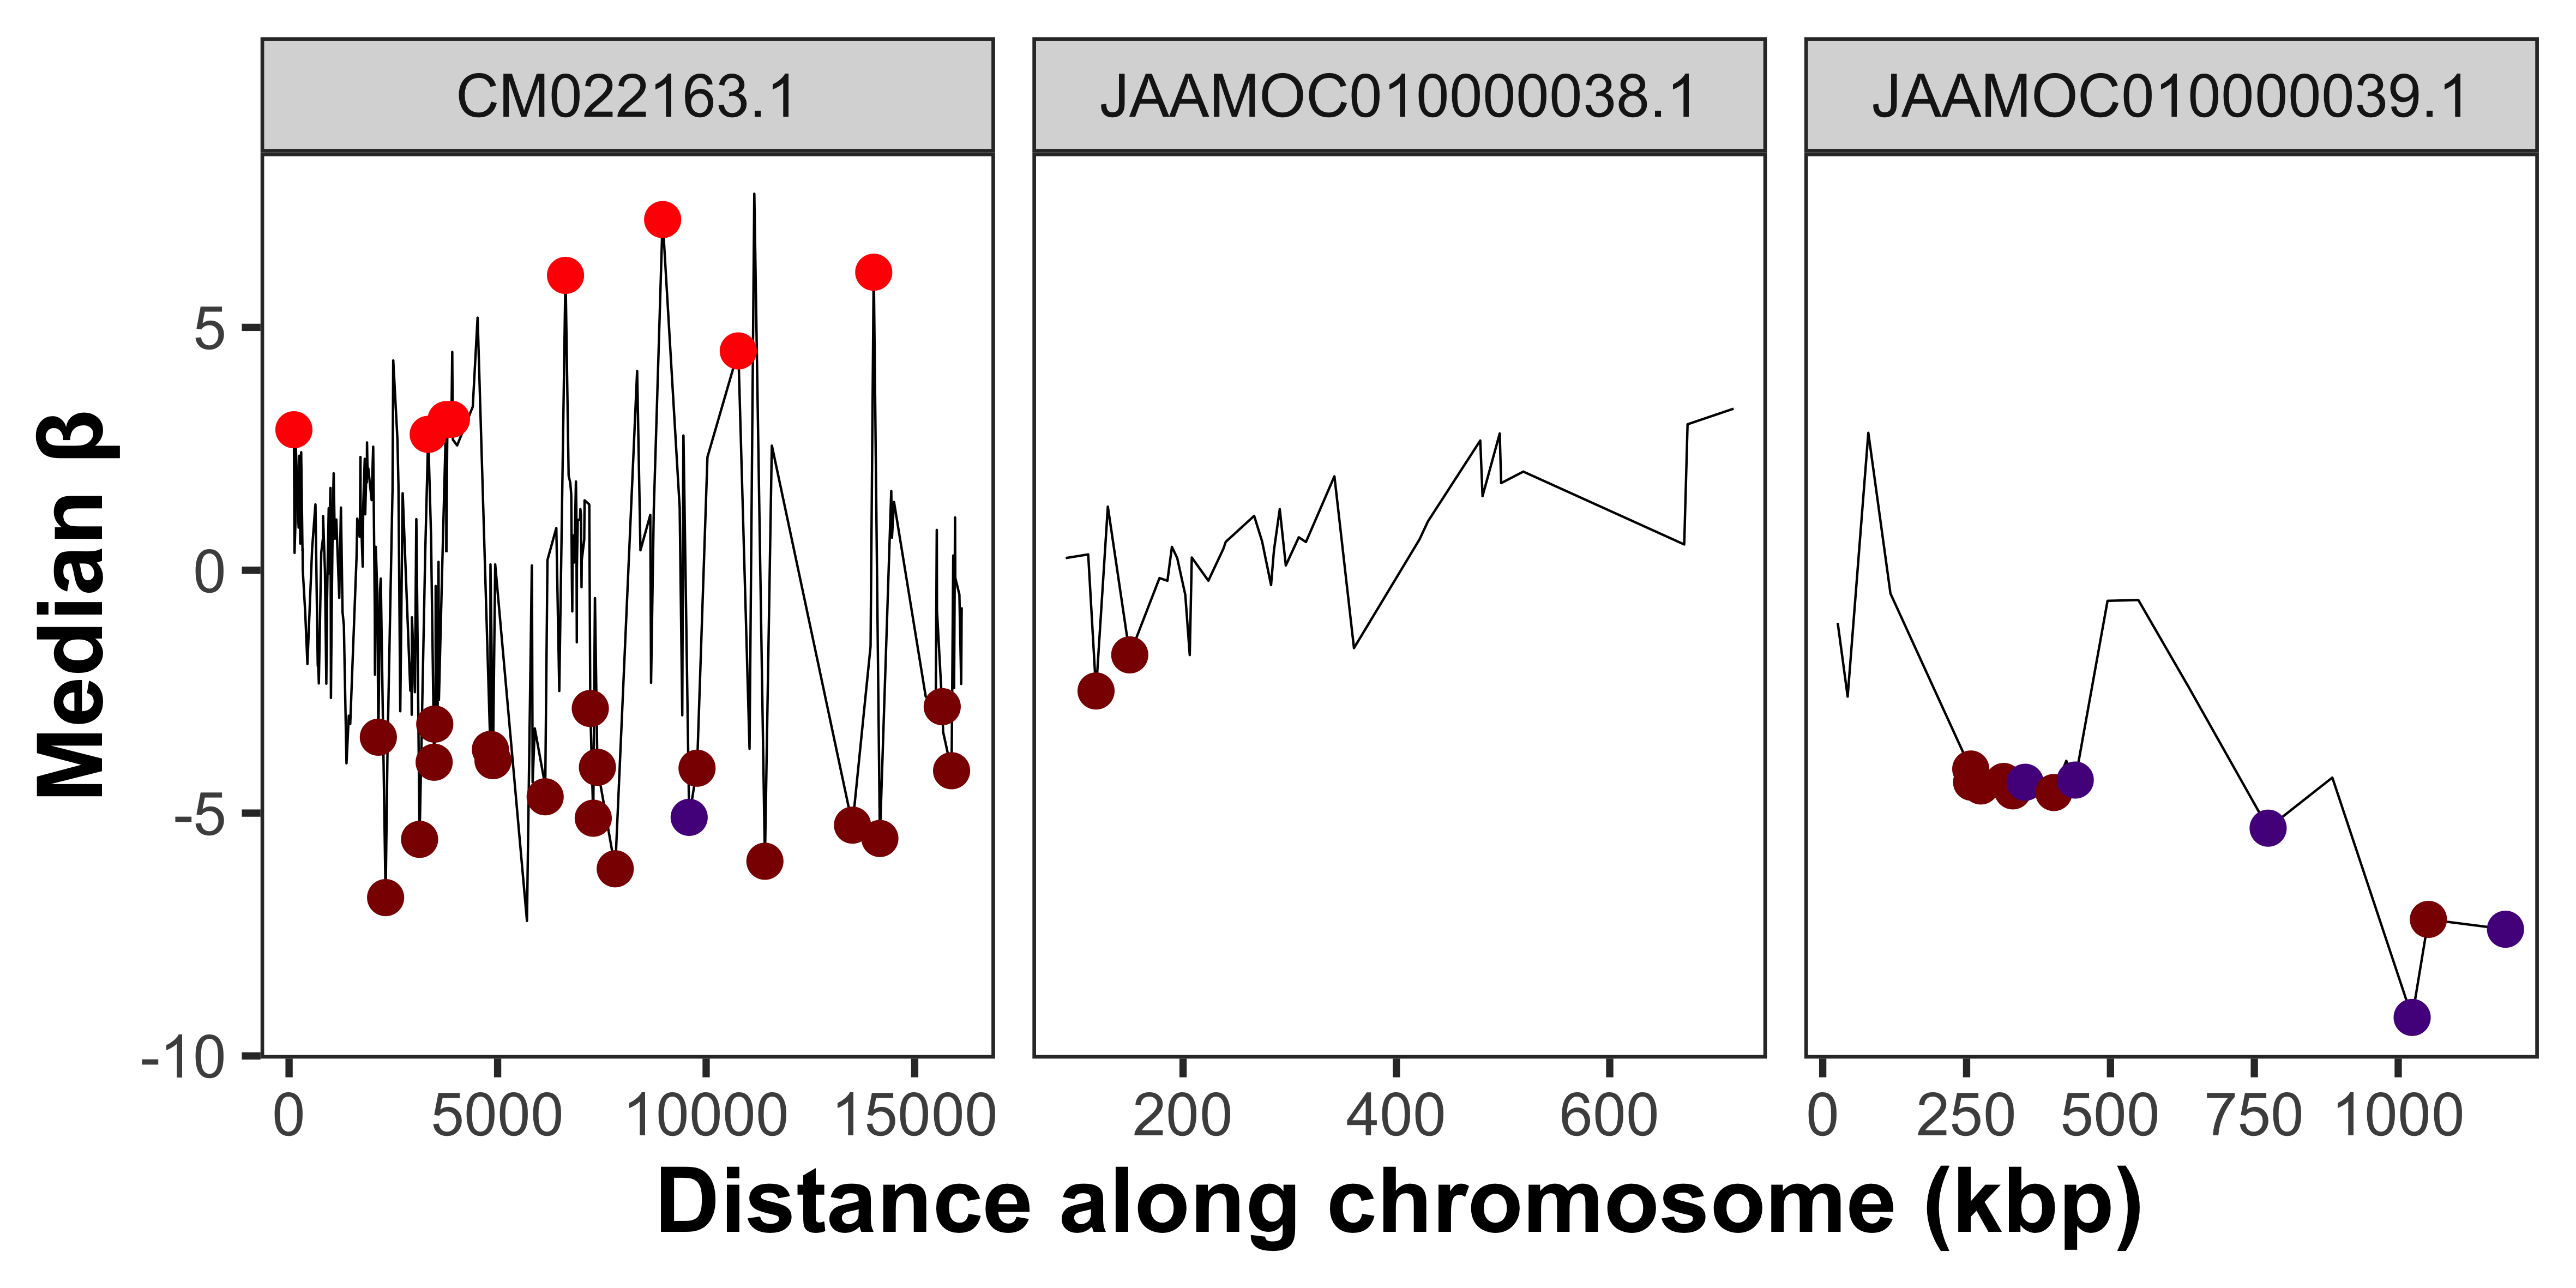 CM022163.1 JAAMOC010000038.1 JAAMOC010000039.1
Median β
5
0
-5
-10
0 5000 10000 15000 200 400 600 0 250 500 750 1000
Distance along chromosome (kbp)